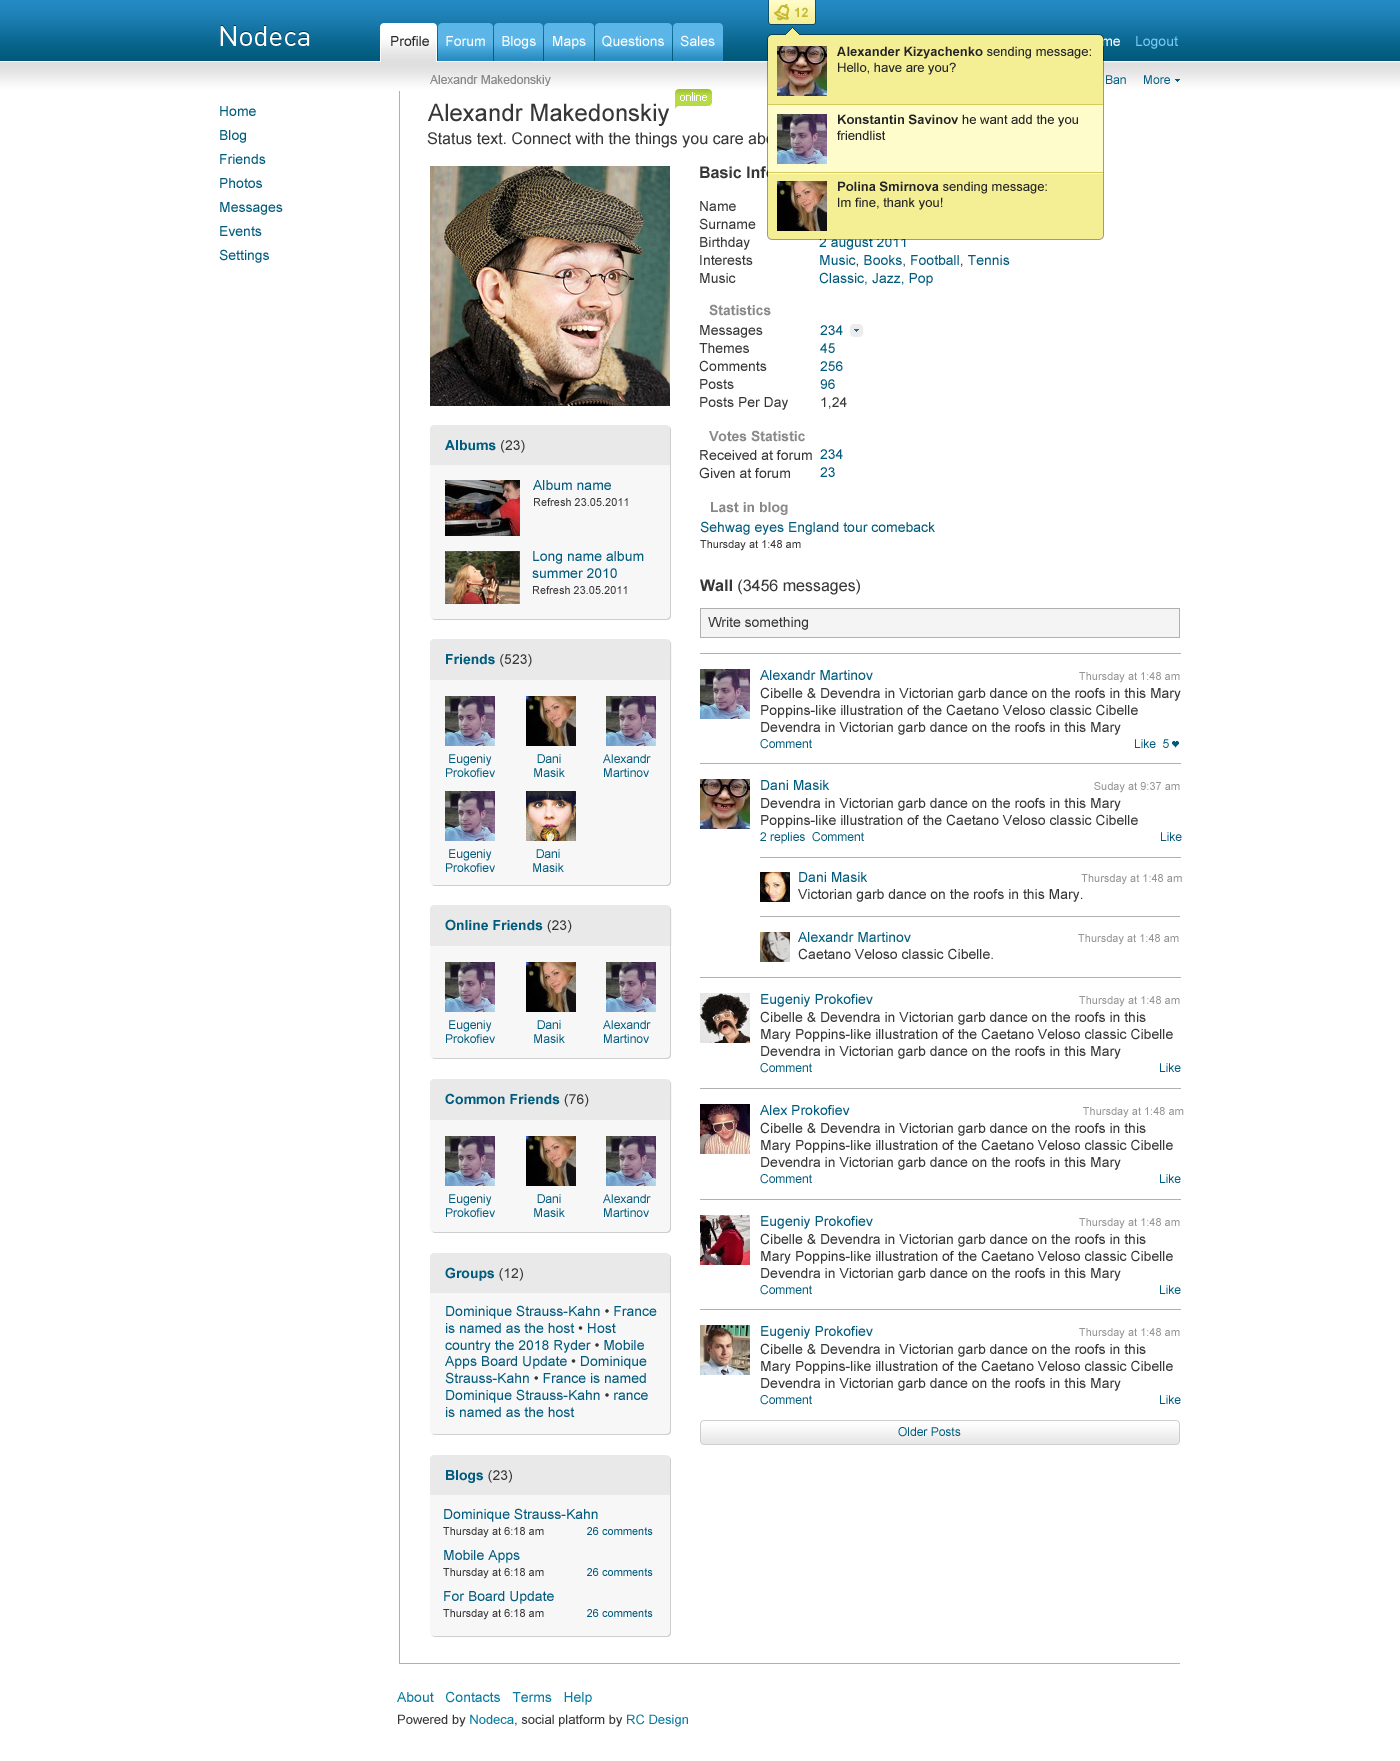 Nodeca
Profile Forum Blogs Maps Questions Sales
12
me Logout
Alexander Kizyachenko sending message:
Hello, have are you?
Konstantin Savinov he want add the you
friendlist
Polina Smirnova sending message:
Im fine, thank you!
Alexandr Makedonskiy
Ban More
Home
Blog
Friends
Photos
Messages
Events
Settings
Alexandr Makedonskiy online
Status text. Connect with the things you care
Basic
Name
Surname
Birthday 2 august 2011
Interests Music, Books, Football, Tennis
Music Classic, Jazz, Pop
Statistics
Messages 234
Themes 45
Comments 256
Posts 96
Posts Per Day 1,24
Votes Statistic
Received at forum 234
Given at forum 23
Last in blog
Sehwag eyes England tour comeback
Thursday at 1:48 am
Albums (23)
Album name
Refresh 23.05.2011
Long name album
summer 2010
Refresh 23.05.2011
Friends (523)
Eugeniy
Prokofiev
Dani
Masik
Alexandr
Martinov
Eugeniy
Prokofiev
Dani
Masik
Online Friends (23)
Eugeniy
Prokofiev
Dani
Masik
Alexandr
Martinov
Common Friends (76)
Eugeniy
Prokofiev
Dani
Masik
Alexandr
Martinov
Groups (12)
Dominique Strauss-Kahn • France
is named as the host • Host
country the 2018 Ryder • Mobile
Apps Board Update • Dominique
Strauss-Kahn • France is named
Dominique Strauss-Kahn • rance
is named as the host
Blogs (23)
Dominique Strauss-Kahn
Thursday at 6:18 am 26 comments
Mobile Apps
Thursday at 6:18 am 26 comments
For Board Update
Thursday at 6:18 am 26 comments
Wall (3456 messages)
Write something
Alexandr Martinov Thursday at 1:48 am
Cibelle & Devendra in Victorian garb dance on the roofs in this Mary
Poppins-like illustration of the Caetano Veloso classic Cibelle
Devendra in Victorian garb dance on the roofs in this Mary
Comment Like 5♥
Dani Masik Suday at 9:37 am
Devendra in Victorian garb dance on the roofs in this Mary
Poppins-like illustration of the Caetano Veloso classic Cibelle
2 replies Comment Like
Dani Masik Thursday at 1:48 am
Victorian garb dance on the roofs in this Mary.
Alexandr Martinov Thursday at 1:48 am
Caetano Veloso classic Cibelle.
Eugeniy Prokofiev Thursday at 1:48 am
Cibelle & Devendra in Victorian garb dance on the roofs in this
Mary Poppins-like illustration of the Caetano Veloso classic Cibelle
Devendra in Victorian garb dance on the roofs in this Mary
Comment Like
Alex Prokofiev Thursday at 1:48 am
Cibelle & Devendra in Victorian garb dance on the roofs in this
Mary Poppins-like illustration of the Caetano Veloso classic Cibelle
Devendra in Victorian garb dance on the roofs in this Mary
Comment Like
Eugeniy Prokofiev Thursday at 1:48 am
Cibelle & Devendra in Victorian garb dance on the roofs in this
Mary Poppins-like illustration of the Caetano Veloso classic Cibelle
Devendra in Victorian garb dance on the roofs in this Mary
Comment Like
Eugeniy Prokofiev Thursday at 1:48 am
Cibelle & Devendra in Victorian garb dance on the roofs in this
Mary Poppins-like illustration of the Caetano Veloso classic Cibelle
Devendra in Victorian garb dance on the roofs in this Mary
Comment Like
Older Posts
About Contacts Terms Help
Powered by Nodeca, social platform by RC Design